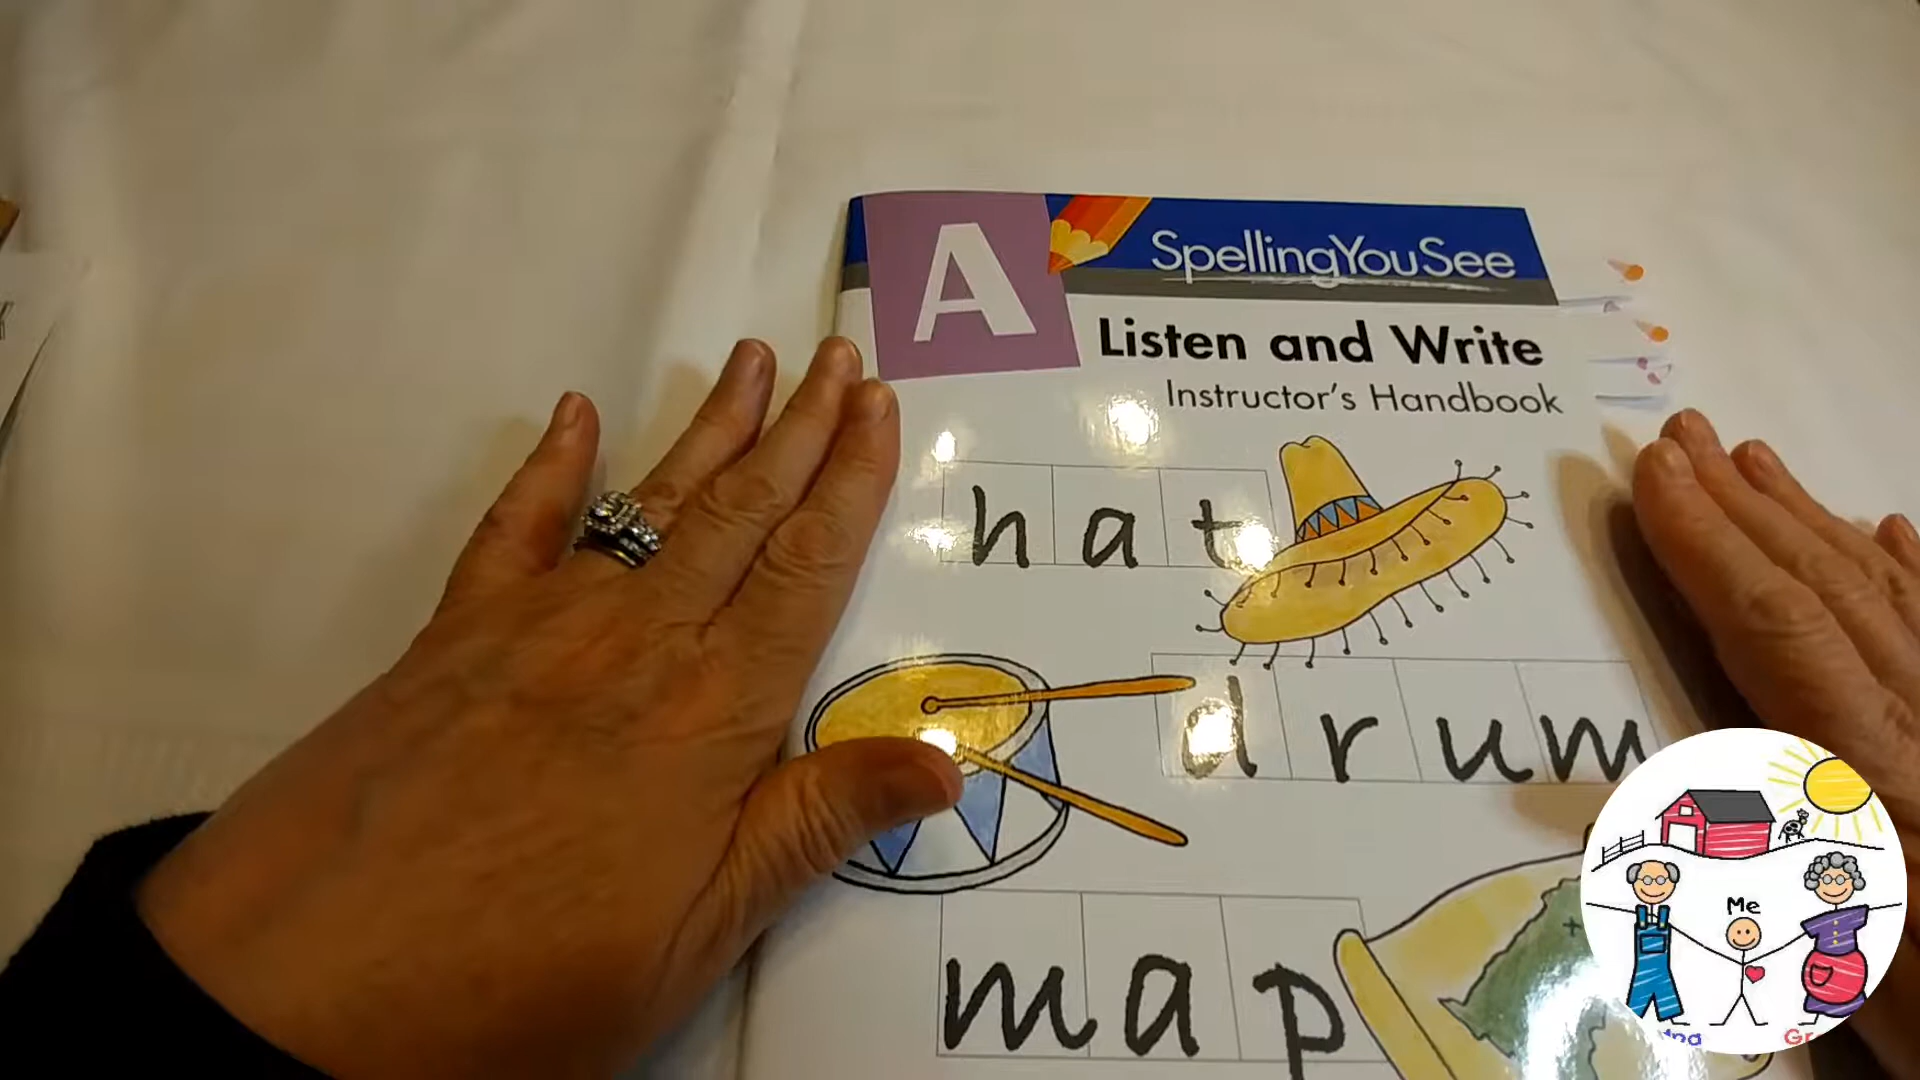 A
SpellingYouSee
Listen and Write
Instructor's Handbook
hat
drum
map
Me